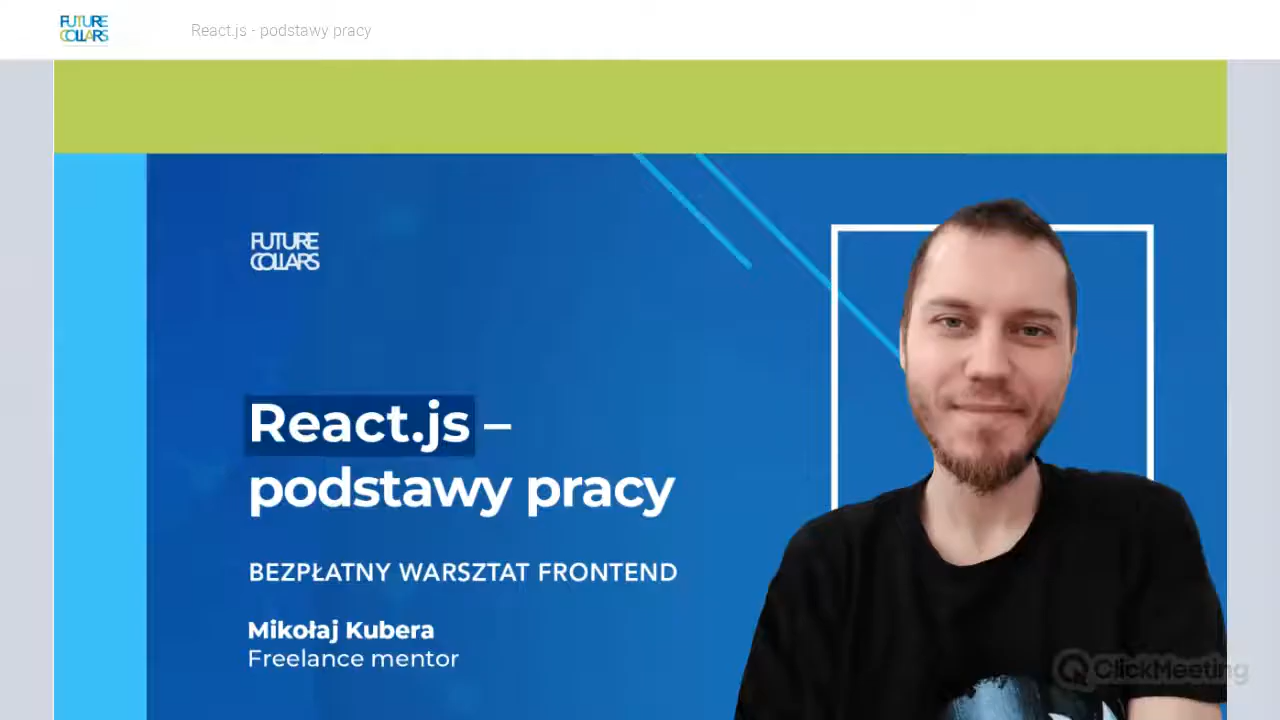 FUTURE
COLLARS
React.js - podstawy pracy
FUTURE
COLLARS
React.js –
podstawy pracy
BEZPŁATNY WARSZTAT FRONTEND
Mikołaj Kubera
Freelance mentor
ClickMeeting